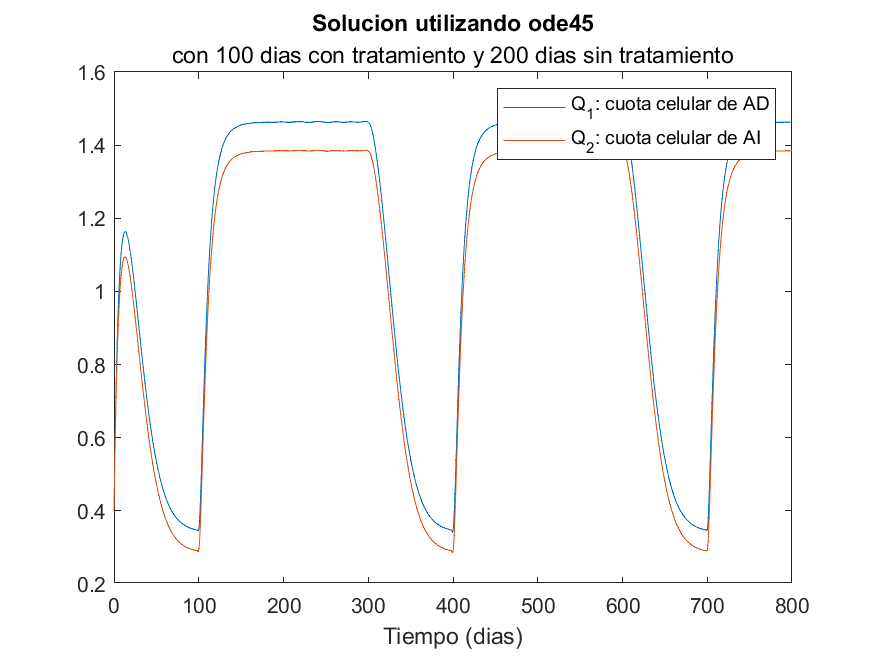 Solucion utilizando ode45
con 100 dias con tratamiento y 200 dias sin tratamiento
1.6
1.4
1.2
1
0.8
0.6
0.4
0.2
Q1: cuota celular de AD
Q2: cuota celular de AI
0 100 200 300 400 500 600 700 800
Tiempo (dias)